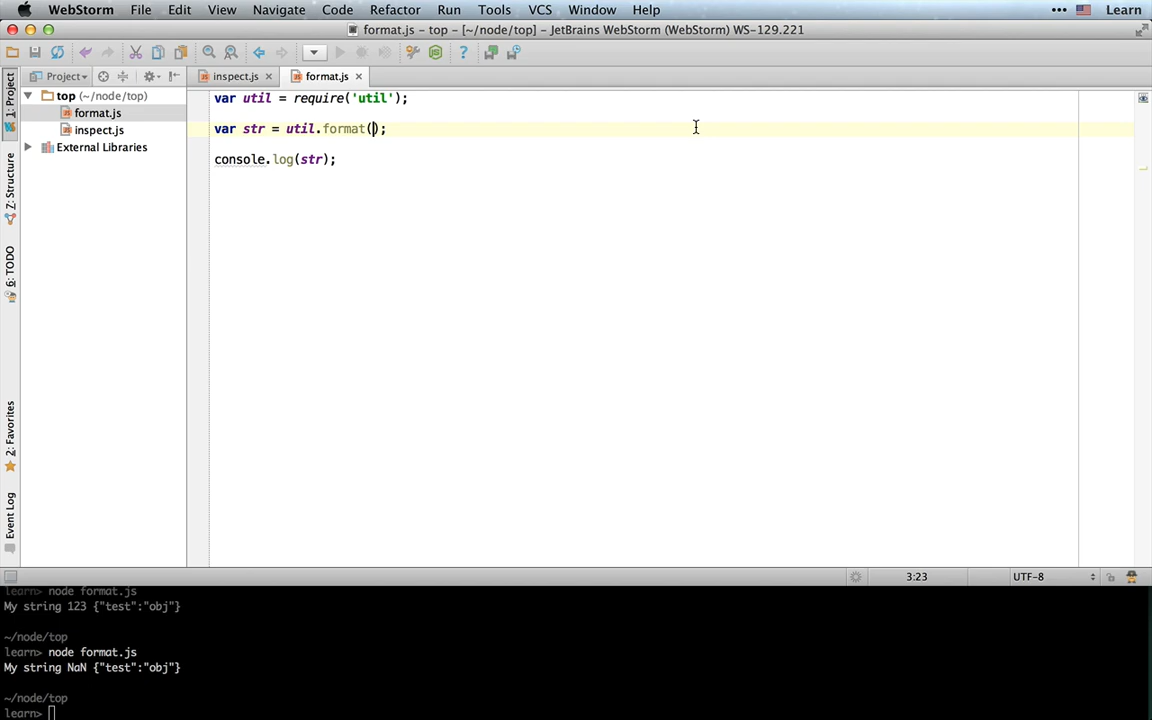 WebStorm File Edit View Navigate Code Refactor Run Tools VCS Window Help ••• Learn
format.js - top - [~/node/top] - JetBrains WebStorm (WebStorm) WS-129.221
1: Project
Z: Structure
6: TODO
2: Favorites
Event Log
Project
top (~/node/top)
format.js
inspect.js
External Libraries
inspect.js format.js
var util = require('util');
var str = util.format();
console.log(str);
3:23 UTF-8
learn> node format.js
My string 123 {"test":"obj"}
~/node/top
learn> node format.js
My string NaN {"test":"obj"}
~/node/top
learn>